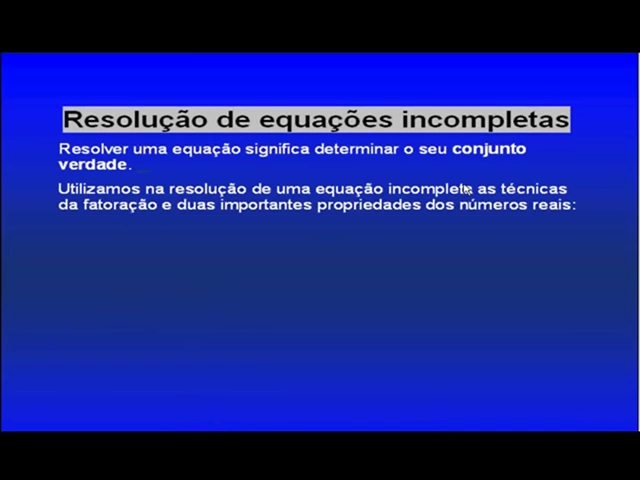 Resolução de equações incompletas
Resolver uma equação significa determinar o seu conjunto
verdade.
Utilizamos na resolução de uma equação incompleta as técnicas
da fatoração e duas importantes propriedades dos números reais: